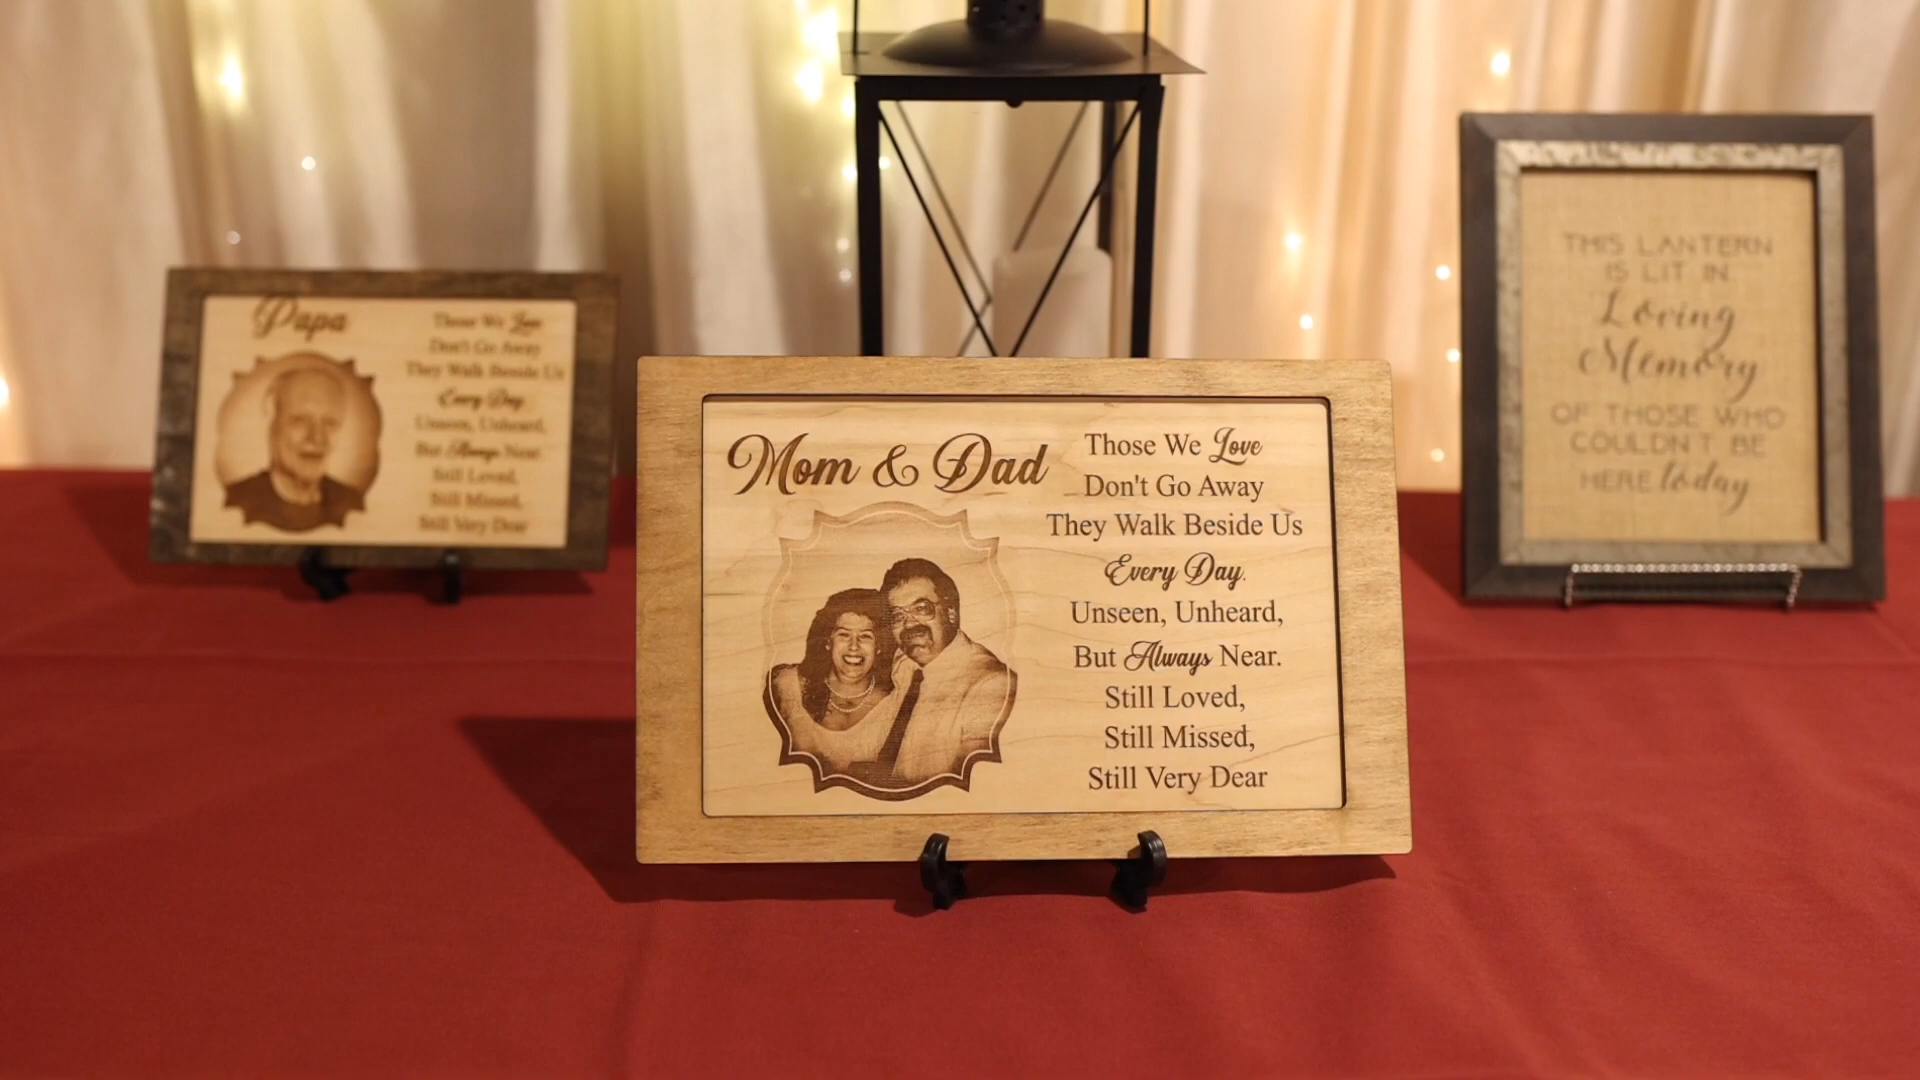 Papa
Those We Love
Don't Go Away
They Walk Beside Us
Every Day.
Unseen, Unheard,
But Always Near.
Still Loved,
Still Missed,
Still Very Dear
Mom & Dad
Those We Love
Don't Go Away
They Walk Beside Us
Every Day.
Unseen, Unheard,
But Always Near.
Still Loved,
Still Missed,
Still Very Dear
THIS LANTERN
IS LIT IN
Loving
Memory
OF THOSE WHO
COULDN'T BE
HERE today